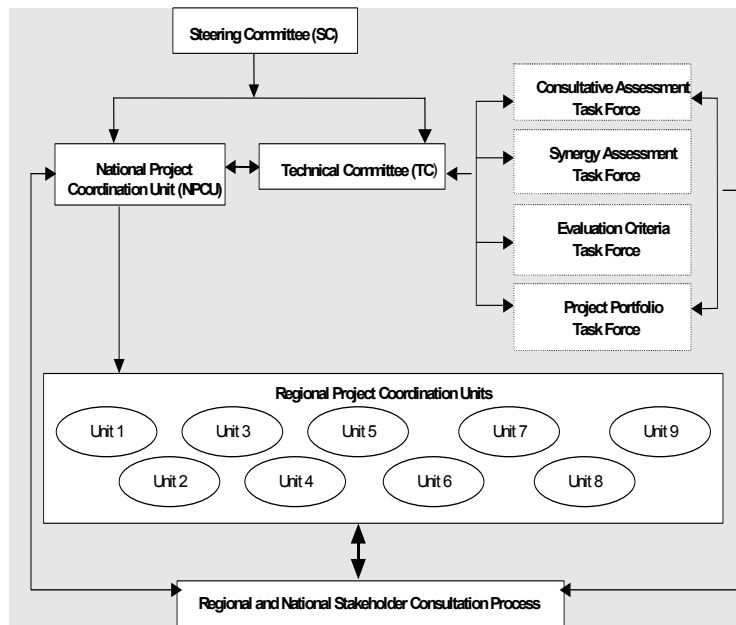 Steering Committee (SC)
Consultative Assessment
Task Force
National Project
Coordination Unit (NPCU)
Technical Committee (TC)
Synergy Assessment
Task Force
Evaluation Criteria
Task Force
Project Portfolio
Task Force
Regional Project Coordination Units
Unit 1
Unit 3
Unit 5
Unit 7
Unit 9
Unit 2
Unit 4
Unit 6
Unit 8
Regional and National Stakeholder Consultation Process